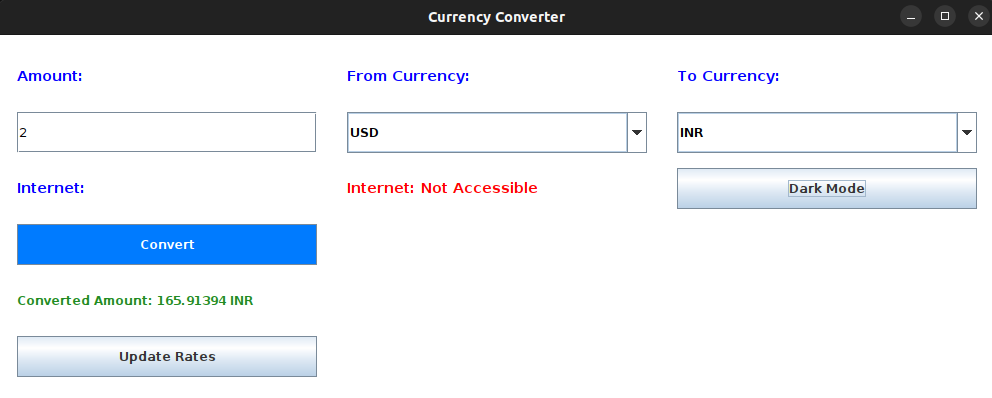 Currency Converter
Amount:
From Currency:
To Currency:
2
USD
INR
Internet:
Internet: Not Accessible
Dark Mode
Convert
Converted Amount: 165.91394 INR
Update Rates